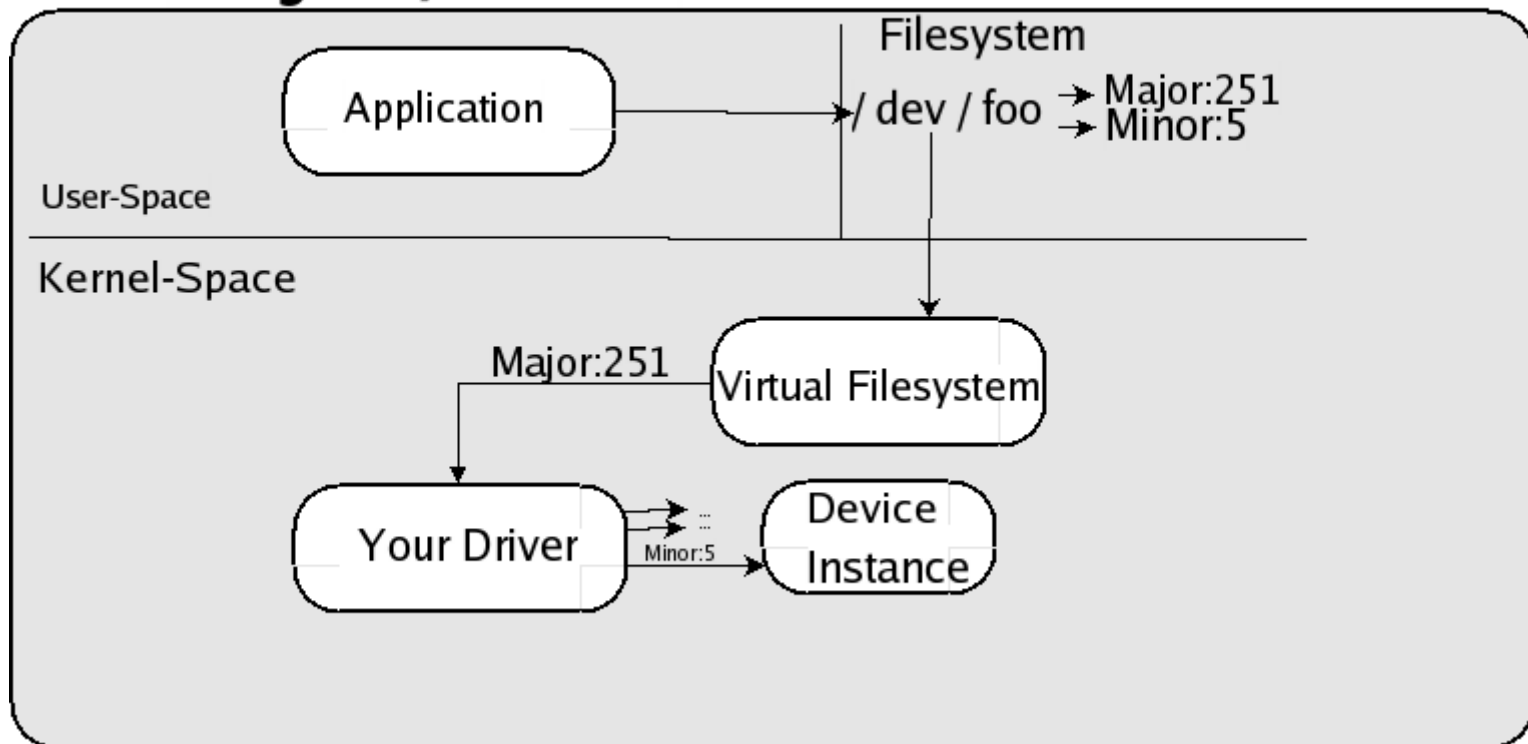 Filesystem
Application
/ dev / foo
Major:251
Minor:5
User-Space
Kernel-Space
Major:251
Virtual Filesystem
Your Driver
...
...
Minor:5
Device
Instance